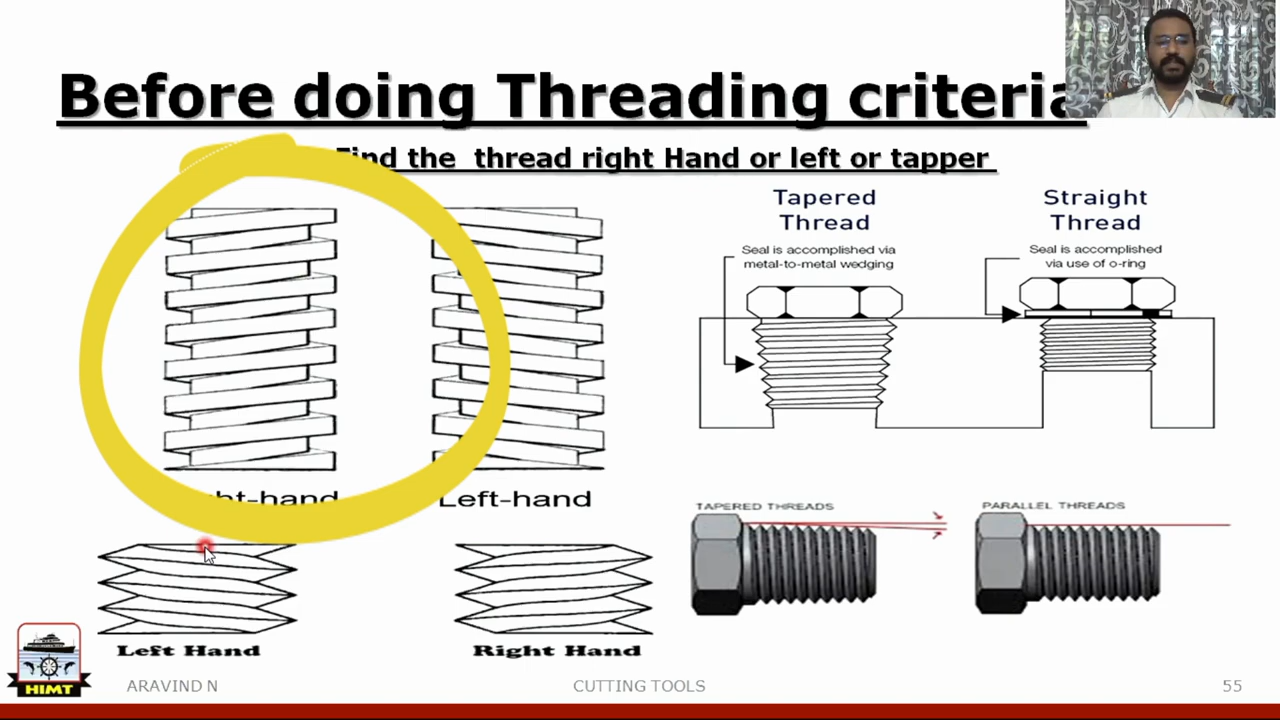 Before doing Threading criteria
Find the thread right Hand or left or tapper
Tapered
Thread
Seal is accomplished via
metal-to-metal wedging
Straight
Thread
Seal is accomplished
via use of o-ring
Left-hand
TAPERED THREADS
PARALLEL THREADS
Left Hand
Right Hand
HIMT
ARAVIND N
CUTTING TOOLS
55